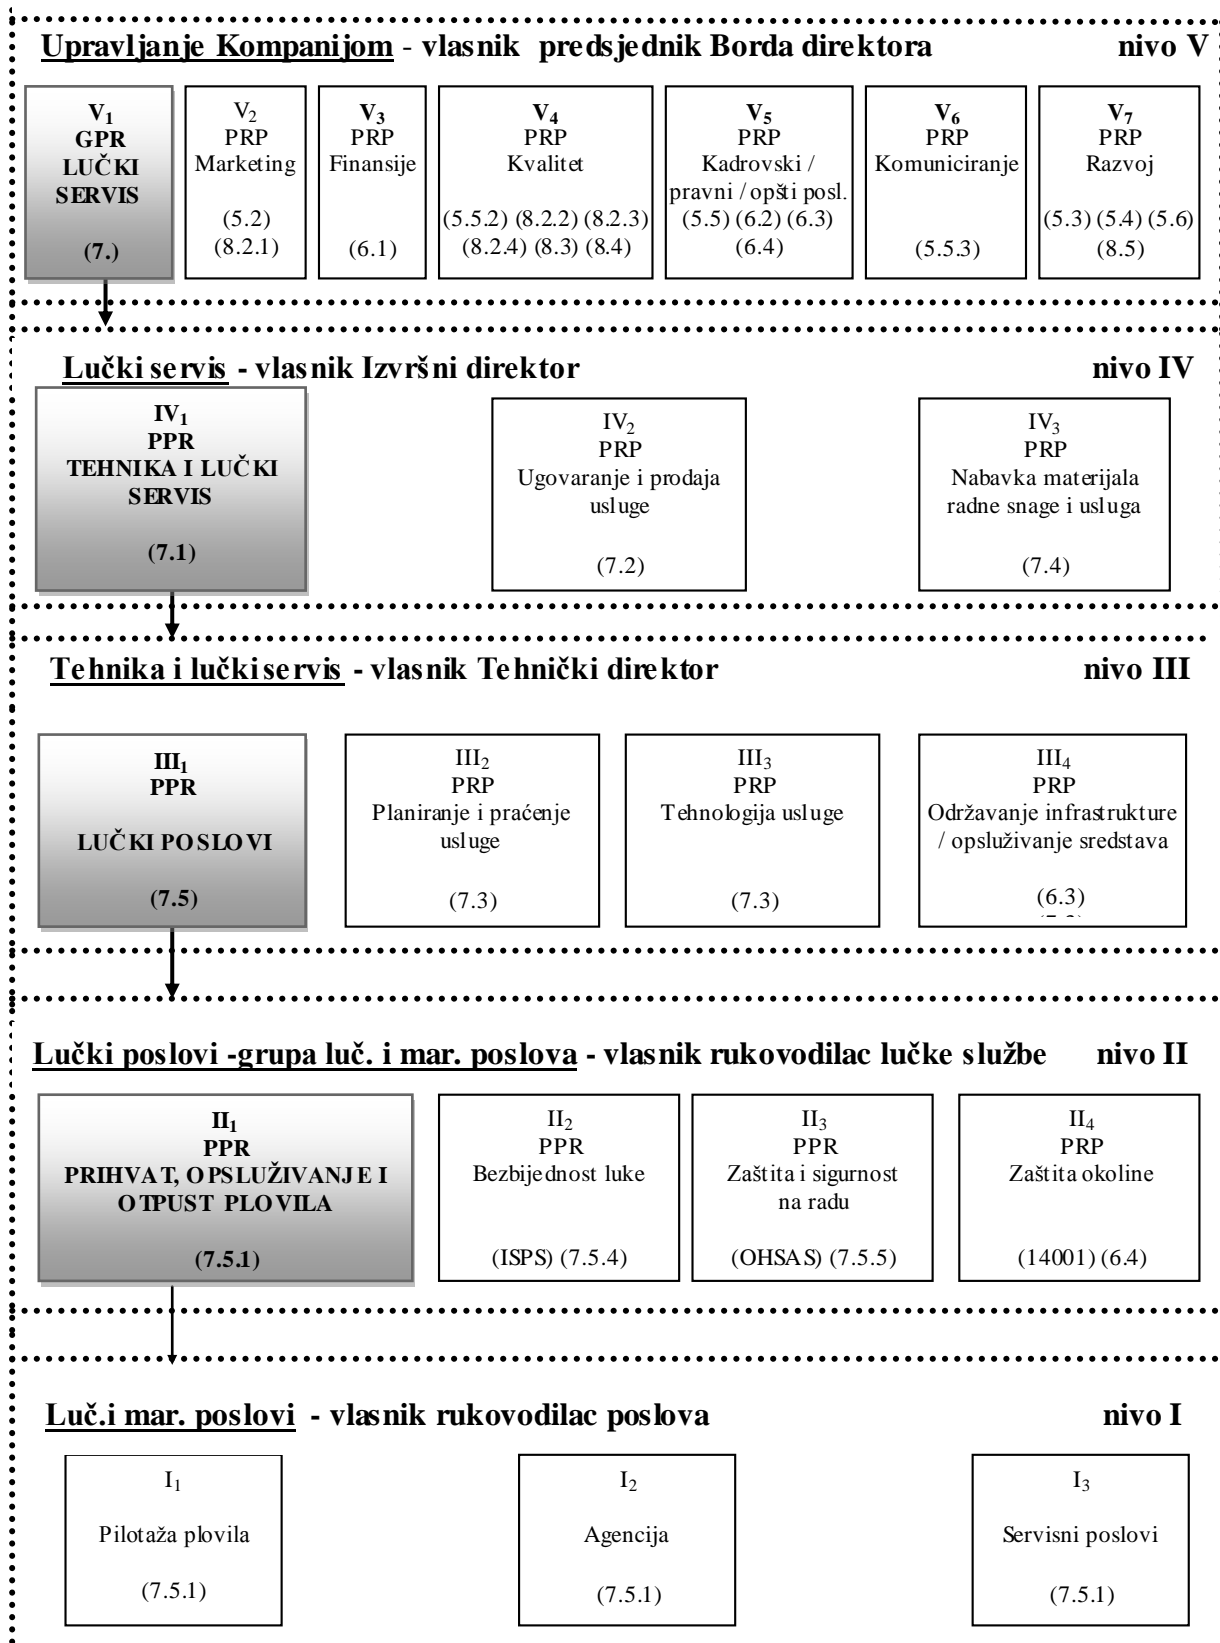 Upravljanje Kompanijom - vlasnik predsjednik Borda direktora nivo V
V1
GPR
LUČKI
SERVIS
(7.)
V2
PRP
Marketing
(5.2)
(8.2.1)
V3
PRP
Finansije
(6.1)
V4
PRP
Kvalitet
(5.5.2) (8.2.2) (8.2.3)
(8.2.4) (8.3) (8.4)
V5
PRP
Kadrovski /
pravni / opšti posl.
(5.5) (6.2) (6.3)
(6.4)
V6
PRP
Komuniciranje
(5.5.3)
V7
PRP
Razvoj
(5.3) (5.4) (5.6)
(8.5)
Lučki servis - vlasnik Izvršni direktor nivo IV
IV1
PPR
TEHNIKA I LUČKI
SERVIS
(7.1)
IV2
PRP
Ugovaranje i prodaja
usluge
(7.2)
IV3
PRP
Nabavka materijala
radne snage i usluga
(7.4)
Tehnika i lučki servis - vlasnik Tehnički direktor nivo III
III1
PPR
LUČKI POSLOVI
(7.5)
III2
PRP
Planiranje i praćenje
usluge
(7.3)
III3
PRP
Tehnologija usluge
(7.3)
III4
PRP
Održavanje infrastrukture
/ opsluživanje sredstava
(6.3)
Lučki poslovi -grupa luč. i mar. poslova - vlasnik rukovodilac lučke službe nivo II
II1
PPR
PRIHVAT, OPSLUŽIVANJE I
OTPUST PLOVILA
(7.5.1)
II2
PPR
Bezbijednost luke
(ISPS) (7.5.4)
II3
PPR
Zaštita i sigurnost
na radu
(OHSAS) (7.5.5)
II4
PRP
Zaštita okoline
(14001) (6.4)
Luč.i mar. poslovi - vlasnik rukovodilac poslova nivo I
I1
Pilotaža plovila
(7.5.1)
I2
Agencija
(7.5.1)
I3
Servisni poslovi
(7.5.1)